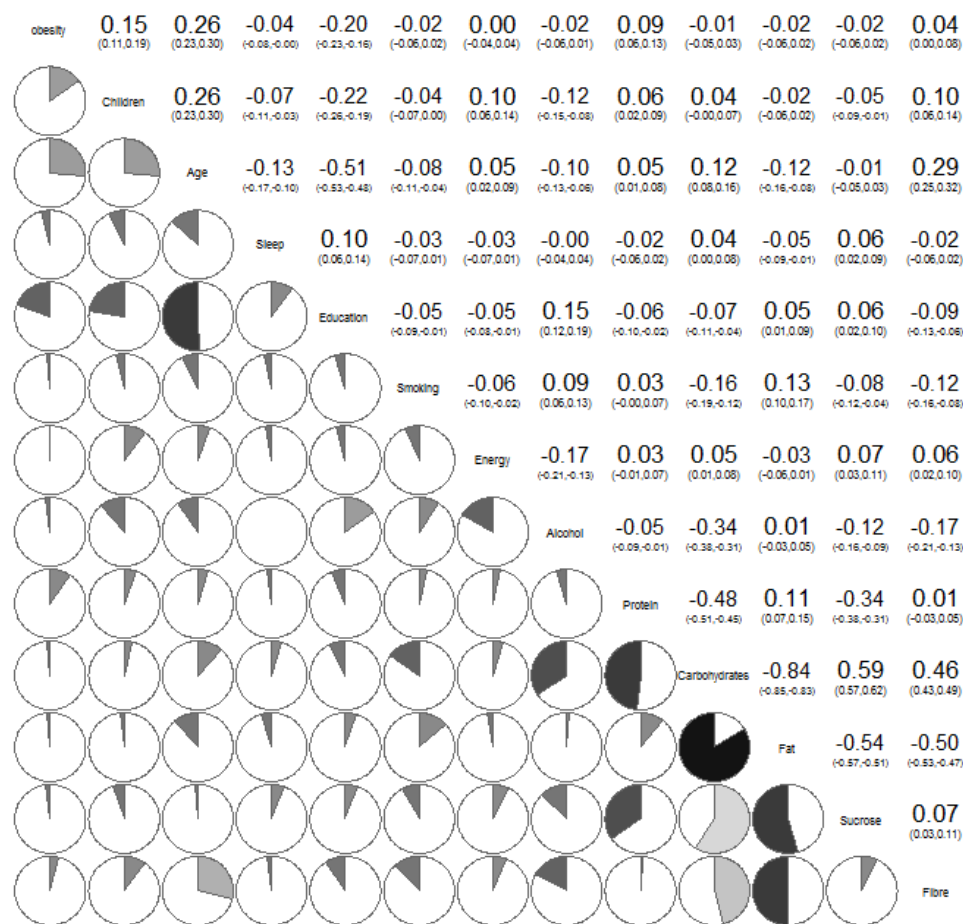 obesity 0.15 0.26 -0.04 -0.20 -0.02 0.00 -0.02 0.09 -0.01 -0.02 -0.02 0.04
(0.11,0.19) (0.23,0.30) (-0.08,-0.00) (-0.23,-0.16) (-0.06,0.02) (-0.04,0.04) (-0.06,0.01) (0.06,0.13) (-0.05,0.03) (-0.06,0.02) (-0.06,0.02) (0.00,0.08)
Children 0.26 -0.07 -0.22 -0.04 0.10 -0.12 0.06 0.04 -0.02 -0.05 0.10
(0.23,0.30) (-0.11,-0.03) (-0.26,-0.19) (-0.07,0.00) (0.06,0.14) (-0.15,-0.08) (0.02,0.09) (-0.00,0.07) (-0.06,0.02) (-0.09,-0.01) (0.06,0.14)
Age -0.13 -0.51 -0.08 0.05 -0.10 0.05 0.12 -0.12 -0.01 0.29
(-0.17,-0.10) (-0.53,-0.48) (-0.11,-0.04) (0.02,0.09) (-0.13,-0.06) (0.01,0.08) (0.08,0.16) (-0.16,-0.08) (-0.05,0.03) (0.25,0.32)
Sleep 0.10 -0.03 -0.03 -0.00 -0.02 0.04 -0.05 0.06 -0.02
(0.06,0.14) (-0.07,0.01) (-0.07,0.01) (-0.04,0.04) (-0.06,0.02) (0.00,0.08) (-0.09,-0.01) (0.02,0.09) (-0.06,0.02)
Education -0.05 -0.05 0.15 -0.06 -0.07 0.05 0.06 -0.09
(-0.09,-0.01) (-0.08,-0.01) (0.12,0.19) (-0.10,-0.02) (-0.11,-0.04) (0.01,0.09) (0.02,0.10) (-0.13,-0.06)
Smoking -0.06 0.09 0.03 -0.16 0.13 -0.08 -0.12
(-0.10,-0.02) (0.06,0.13) (-0.00,0.07) (-0.19,-0.12) (0.10,0.17) (-0.12,-0.04) (-0.16,-0.08)
Energy -0.17 0.03 0.05 -0.03 0.07 0.06
(-0.21,-0.13) (-0.01,0.07) (0.01,0.08) (-0.06,0.01) (0.03,0.11) (0.02,0.10)
Alcohol -0.05 -0.34 0.01 -0.12 -0.17
(-0.09,-0.01) (-0.38,-0.31) (-0.03,0.05) (-0.16,-0.09) (-0.21,-0.13)
Protein -0.48 0.11 -0.34 0.01
(-0.51,-0.45) (0.07,0.15) (-0.38,-0.31) (-0.03,0.05)
Carbohydrates -0.84 0.59 0.46
(-0.85,-0.83) (0.57,0.62) (0.43,0.49)
Fat -0.54 -0.50
(-0.57,-0.51) (-0.53,-0.47)
Sucrose 0.07
(0.03,0.11)
Fibre